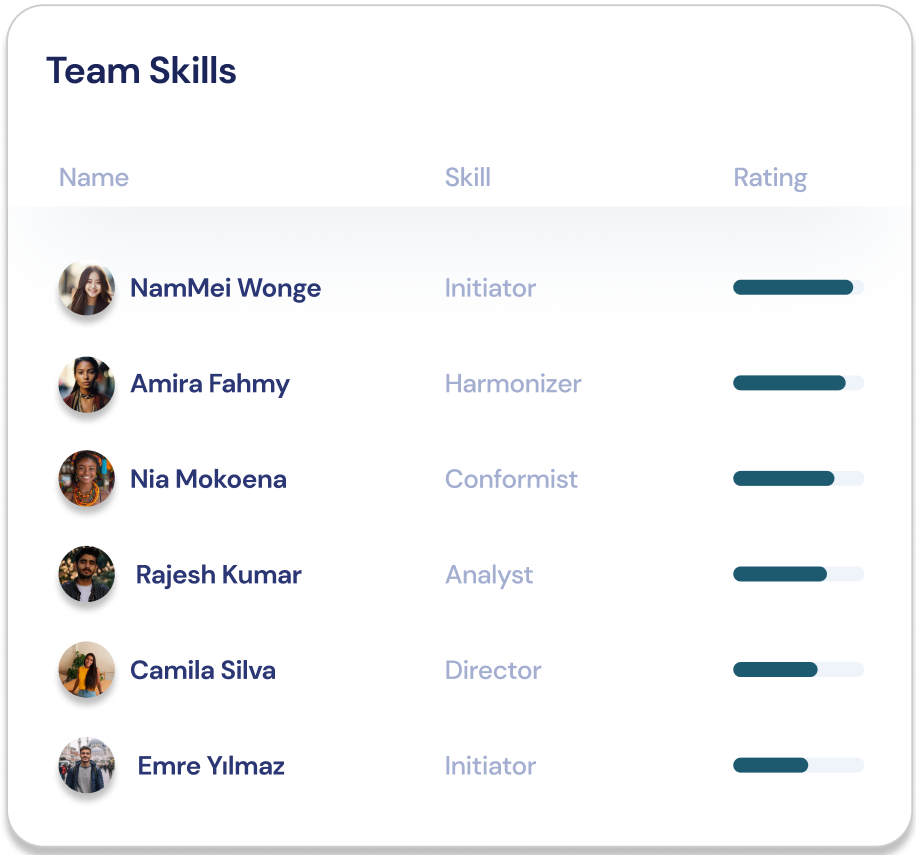 Team Skills
Name Skill Rating
NamMei Wonge Initiator
Amira Fahmy Harmonizer
Nia Mokoena Conformist
Rajesh Kumar Analyst
Camila Silva Director
Emre Yılmaz Initiator